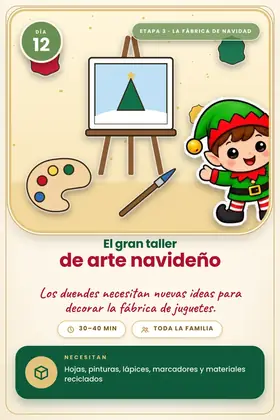 DÍA
12
ETAPA 3 · LA FÁBRICA DE NAVIDAD
El gran taller
de arte navideño
Los duendes necesitan nuevas ideas para
decorar la fábrica de juguetes.
30–40 MIN
TODA LA FAMILIA
NECESITAN
Hojas, pinturas, lápices, marcadores y materiales
reciclados